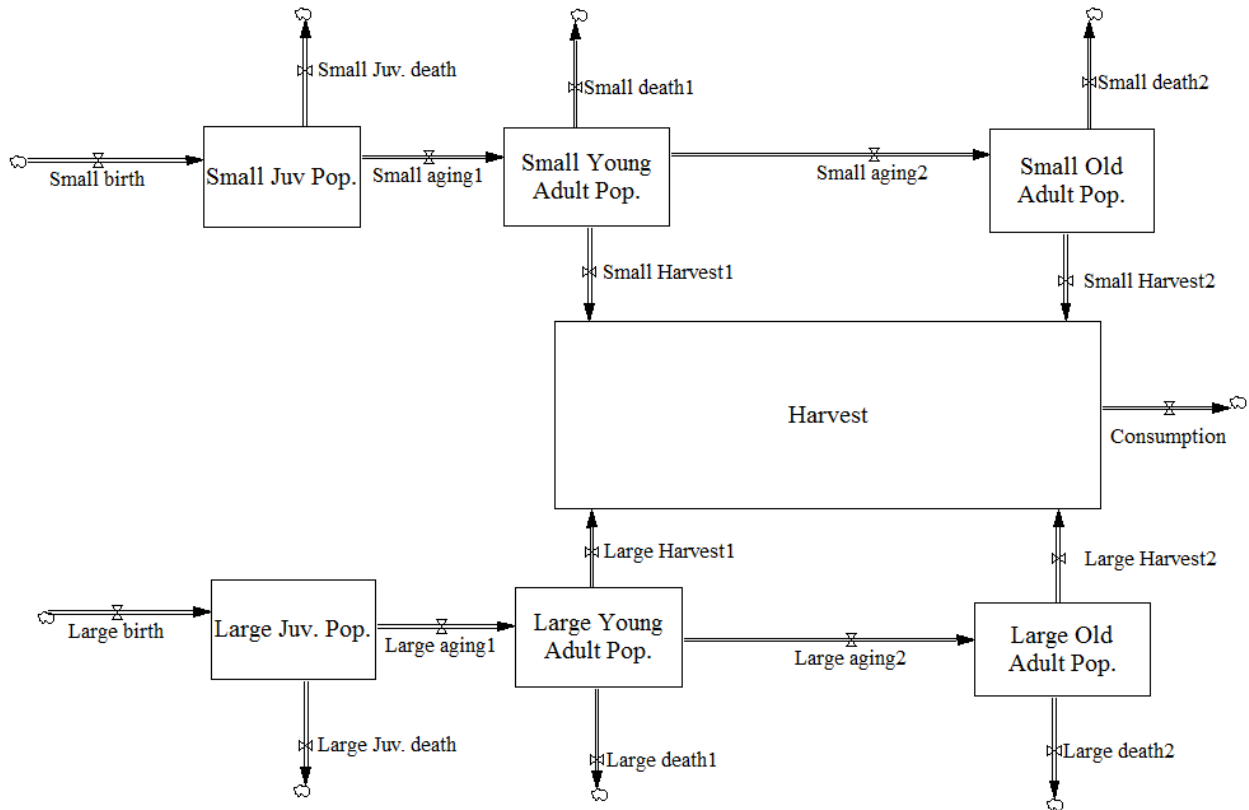 Small Juv. death
Small death1
Small death2
Small birth
Small Juv Pop.
Small aging1
Small Young
Adult Pop.
Small aging2
Small Old
Adult Pop.
Small Harvest1
Small Harvest2
Harvest
Consumption
Large Harvest1
Large Harvest2
Large birth
Large Juv. Pop.
Large aging1
Large Young
Adult Pop.
Large aging2
Large Old
Adult Pop.
Large Juv. death
Large death1
Large death2